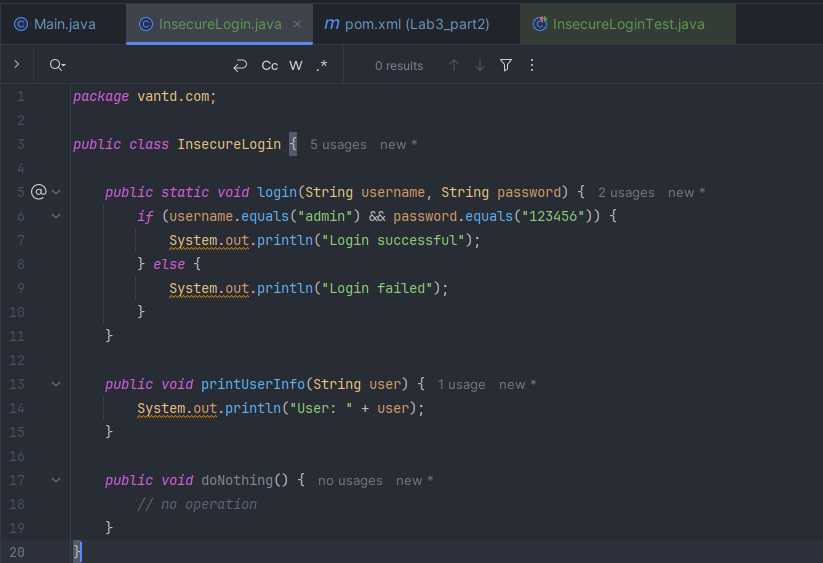 Main.java InsecureLogin.java pom.xml (Lab3_part2) InsecureLoginTest.java
Cc W .* 0 results
1 package vantd.com;
2
3 public class InsecureLogin { 5 usages new *
4
5 public static void login(String username, String password) { 2 usages new *
6 if (username.equals("admin") && password.equals("123456")) {
7 System.out.println("Login successful");
8 } else {
9 System.out.println("Login failed");
10 }
11 }
12
13 public void printUserInfo(String user) { 1 usage new *
14 System.out.println("User: " + user);
15 }
16
17 public void doNothing() { no usages new *
18 // no operation
19 }
20 }